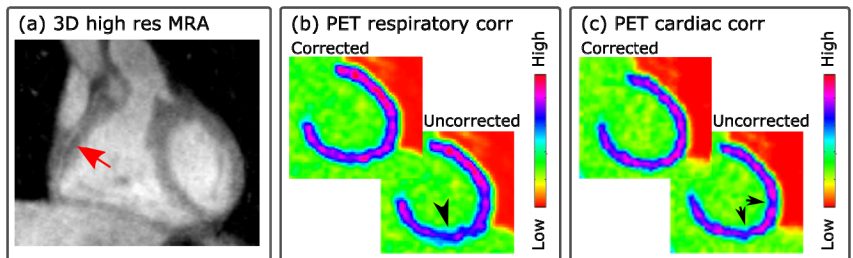 (a) 3D high res MRA
(b) PET respiratory corr
Corrected
Uncorrected
High
Low
(c) PET cardiac corr
Corrected
Uncorrected
High
Low